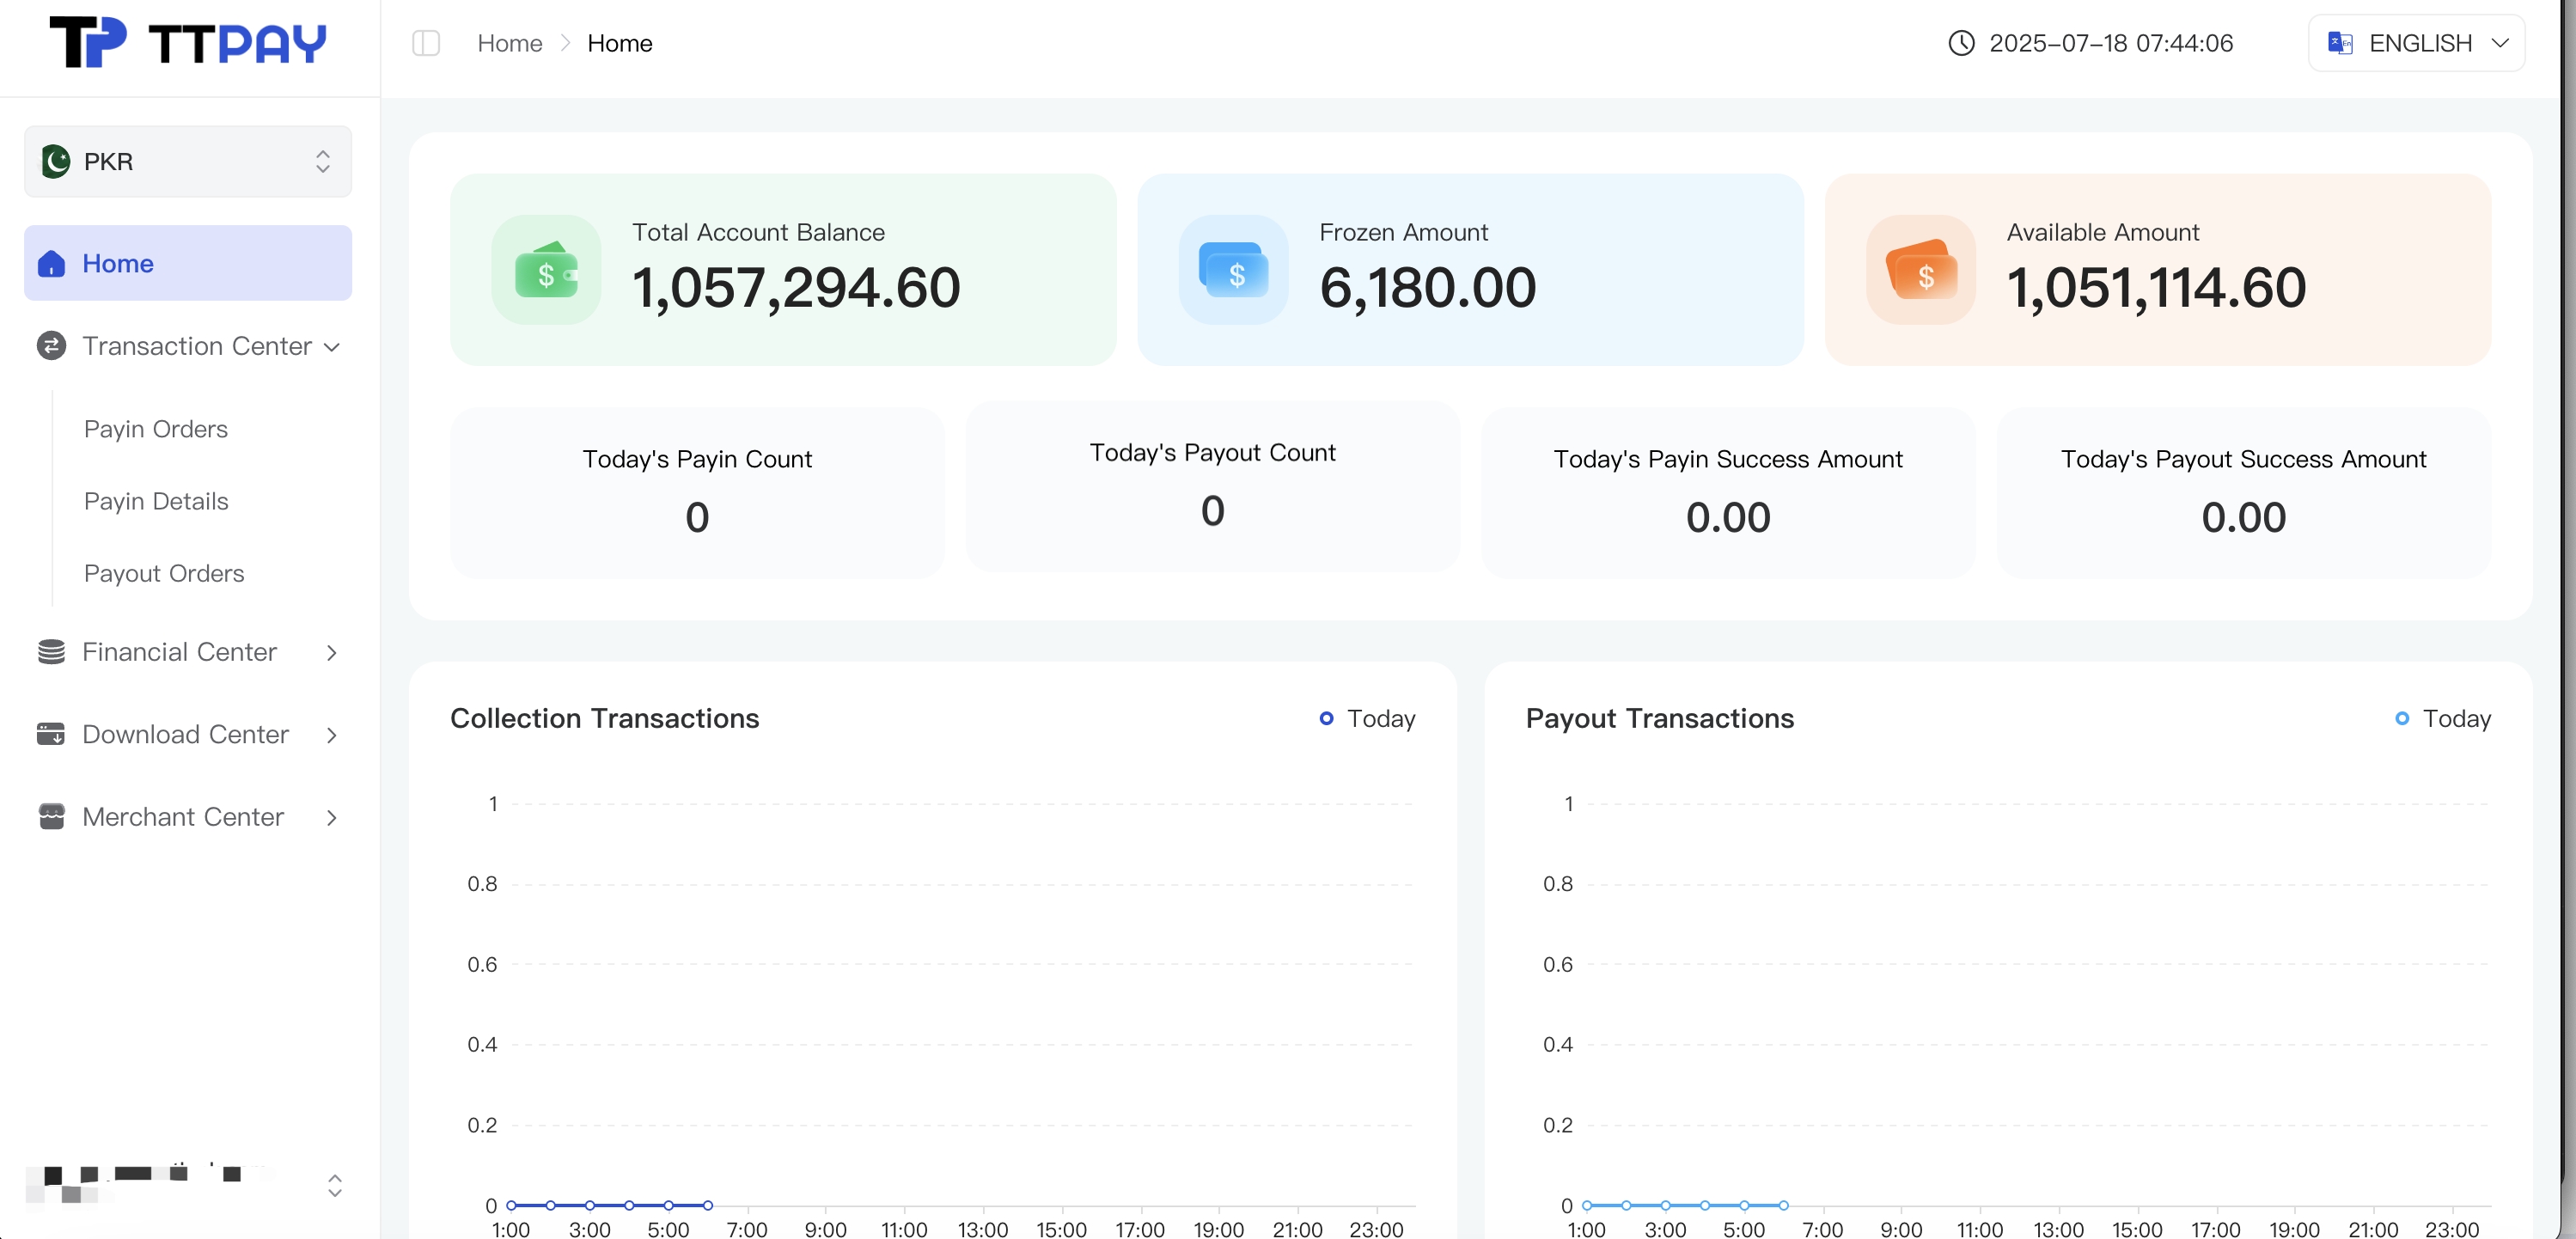 TP TTPAY
Home > Home
2025-07-18 07:44:06
ENGLISH
PKR
Home
Transaction Center
Payin Orders
Payin Details
Payout Orders
Financial Center
Download Center
Merchant Center
Total Account Balance
1,057,294.60
Frozen Amount
6,180.00
Available Amount
1,051,114.60
Today's Payin Count
0
Today's Payout Count
0
Today's Payin Success Amount
0.00
Today's Payout Success Amount
0.00
Collection Transactions
Today
1
0.8
0.6
0.4
0.2
0
1:00 3:00 5:00 7:00 9:00 11:00 13:00 15:00 17:00 19:00 21:00 23:00
Payout Transactions
Today
1
0.8
0.6
0.4
0.2
0
1:00 3:00 5:00 7:00 9:00 11:00 13:00 15:00 17:00 19:00 21:00 23:00